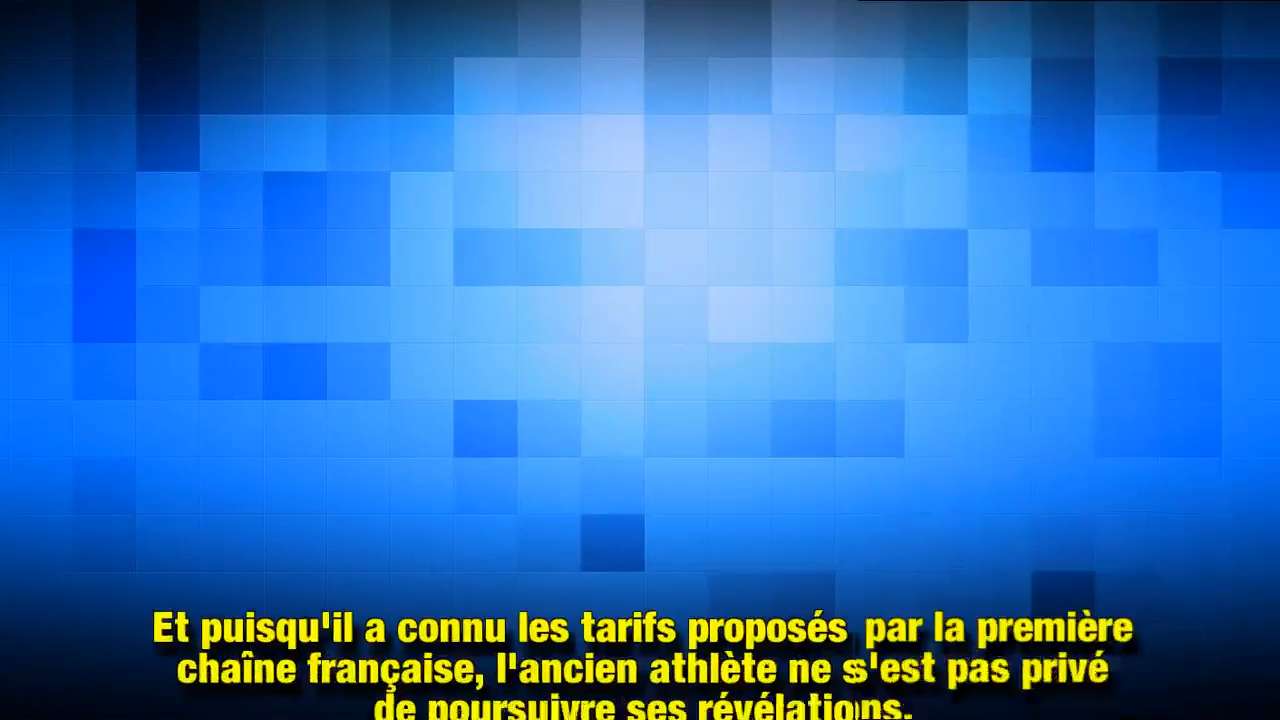 Et puisqu'il a connu les tarifs proposés par la première
chaîne française, l'ancien athlète ne s'est pas privé
de poursuivre ses révélations.